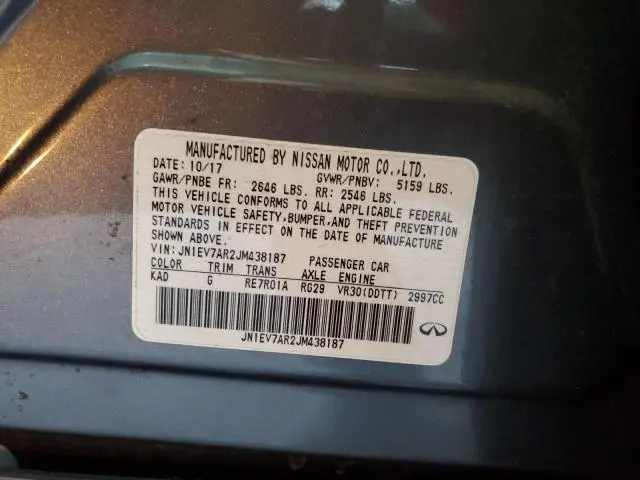 MANUFACTURED BY NISSAN MOTOR CO.,LTD.
DATE: 10/17 GVWR/PNBV: 5159 LBS.
GAWR/PNBE FR: 2646 LBS. RR: 2546 LBS.
THIS VEHICLE CONFORMS TO ALL APPLICABLE FEDERAL
MOTOR VEHICLE SAFETY,BUMPER,AND THEFT PREVENTION
STANDARDS IN EFFECT ON THE DATE OF MANUFACTURE
SHOWN ABOVE.
VIN:JN1EV7AR2JM438187 PASSENGER CAR
COLOR TRIM TRANS AXLE ENGINE
KAD G RE7R01A RG29 VR30(DDTT) 2997CC
JN1EV7AR2JM438187